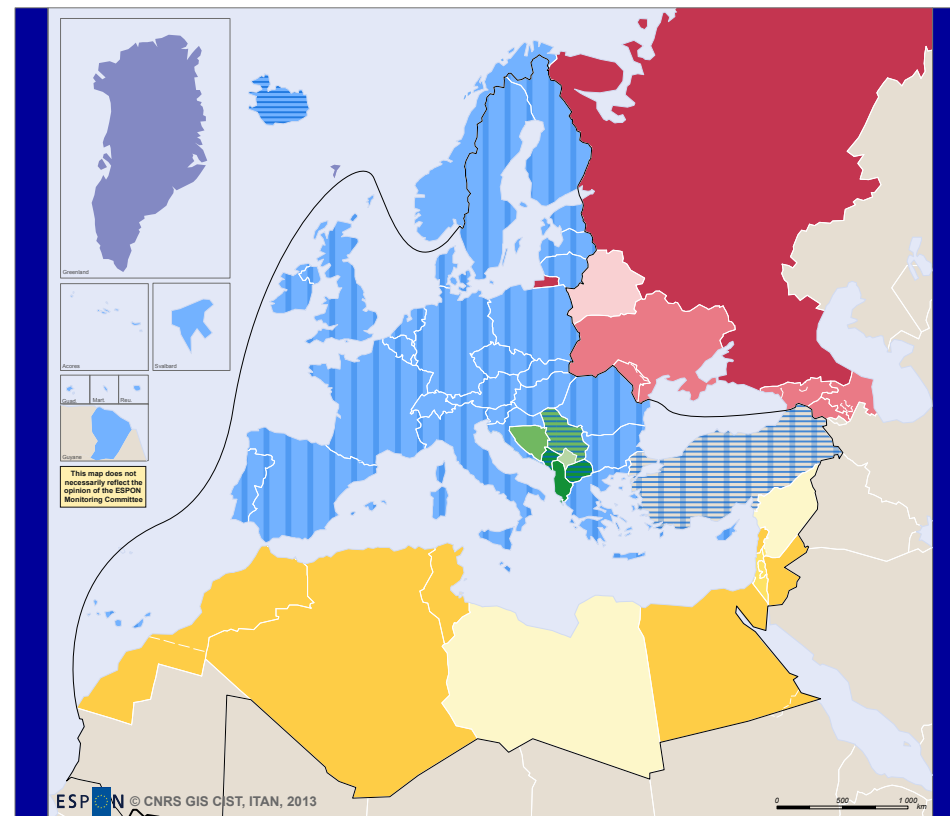 Greenland
Acores
Svalbard
Guad.
Mart.
Reu.
Guyane
This map does not
necessarily reflect the
opinion of the ESPON
Monitoring Committee
ESPON © CNRS GIS CIST, ITAN, 2013
0 500 1 000
km